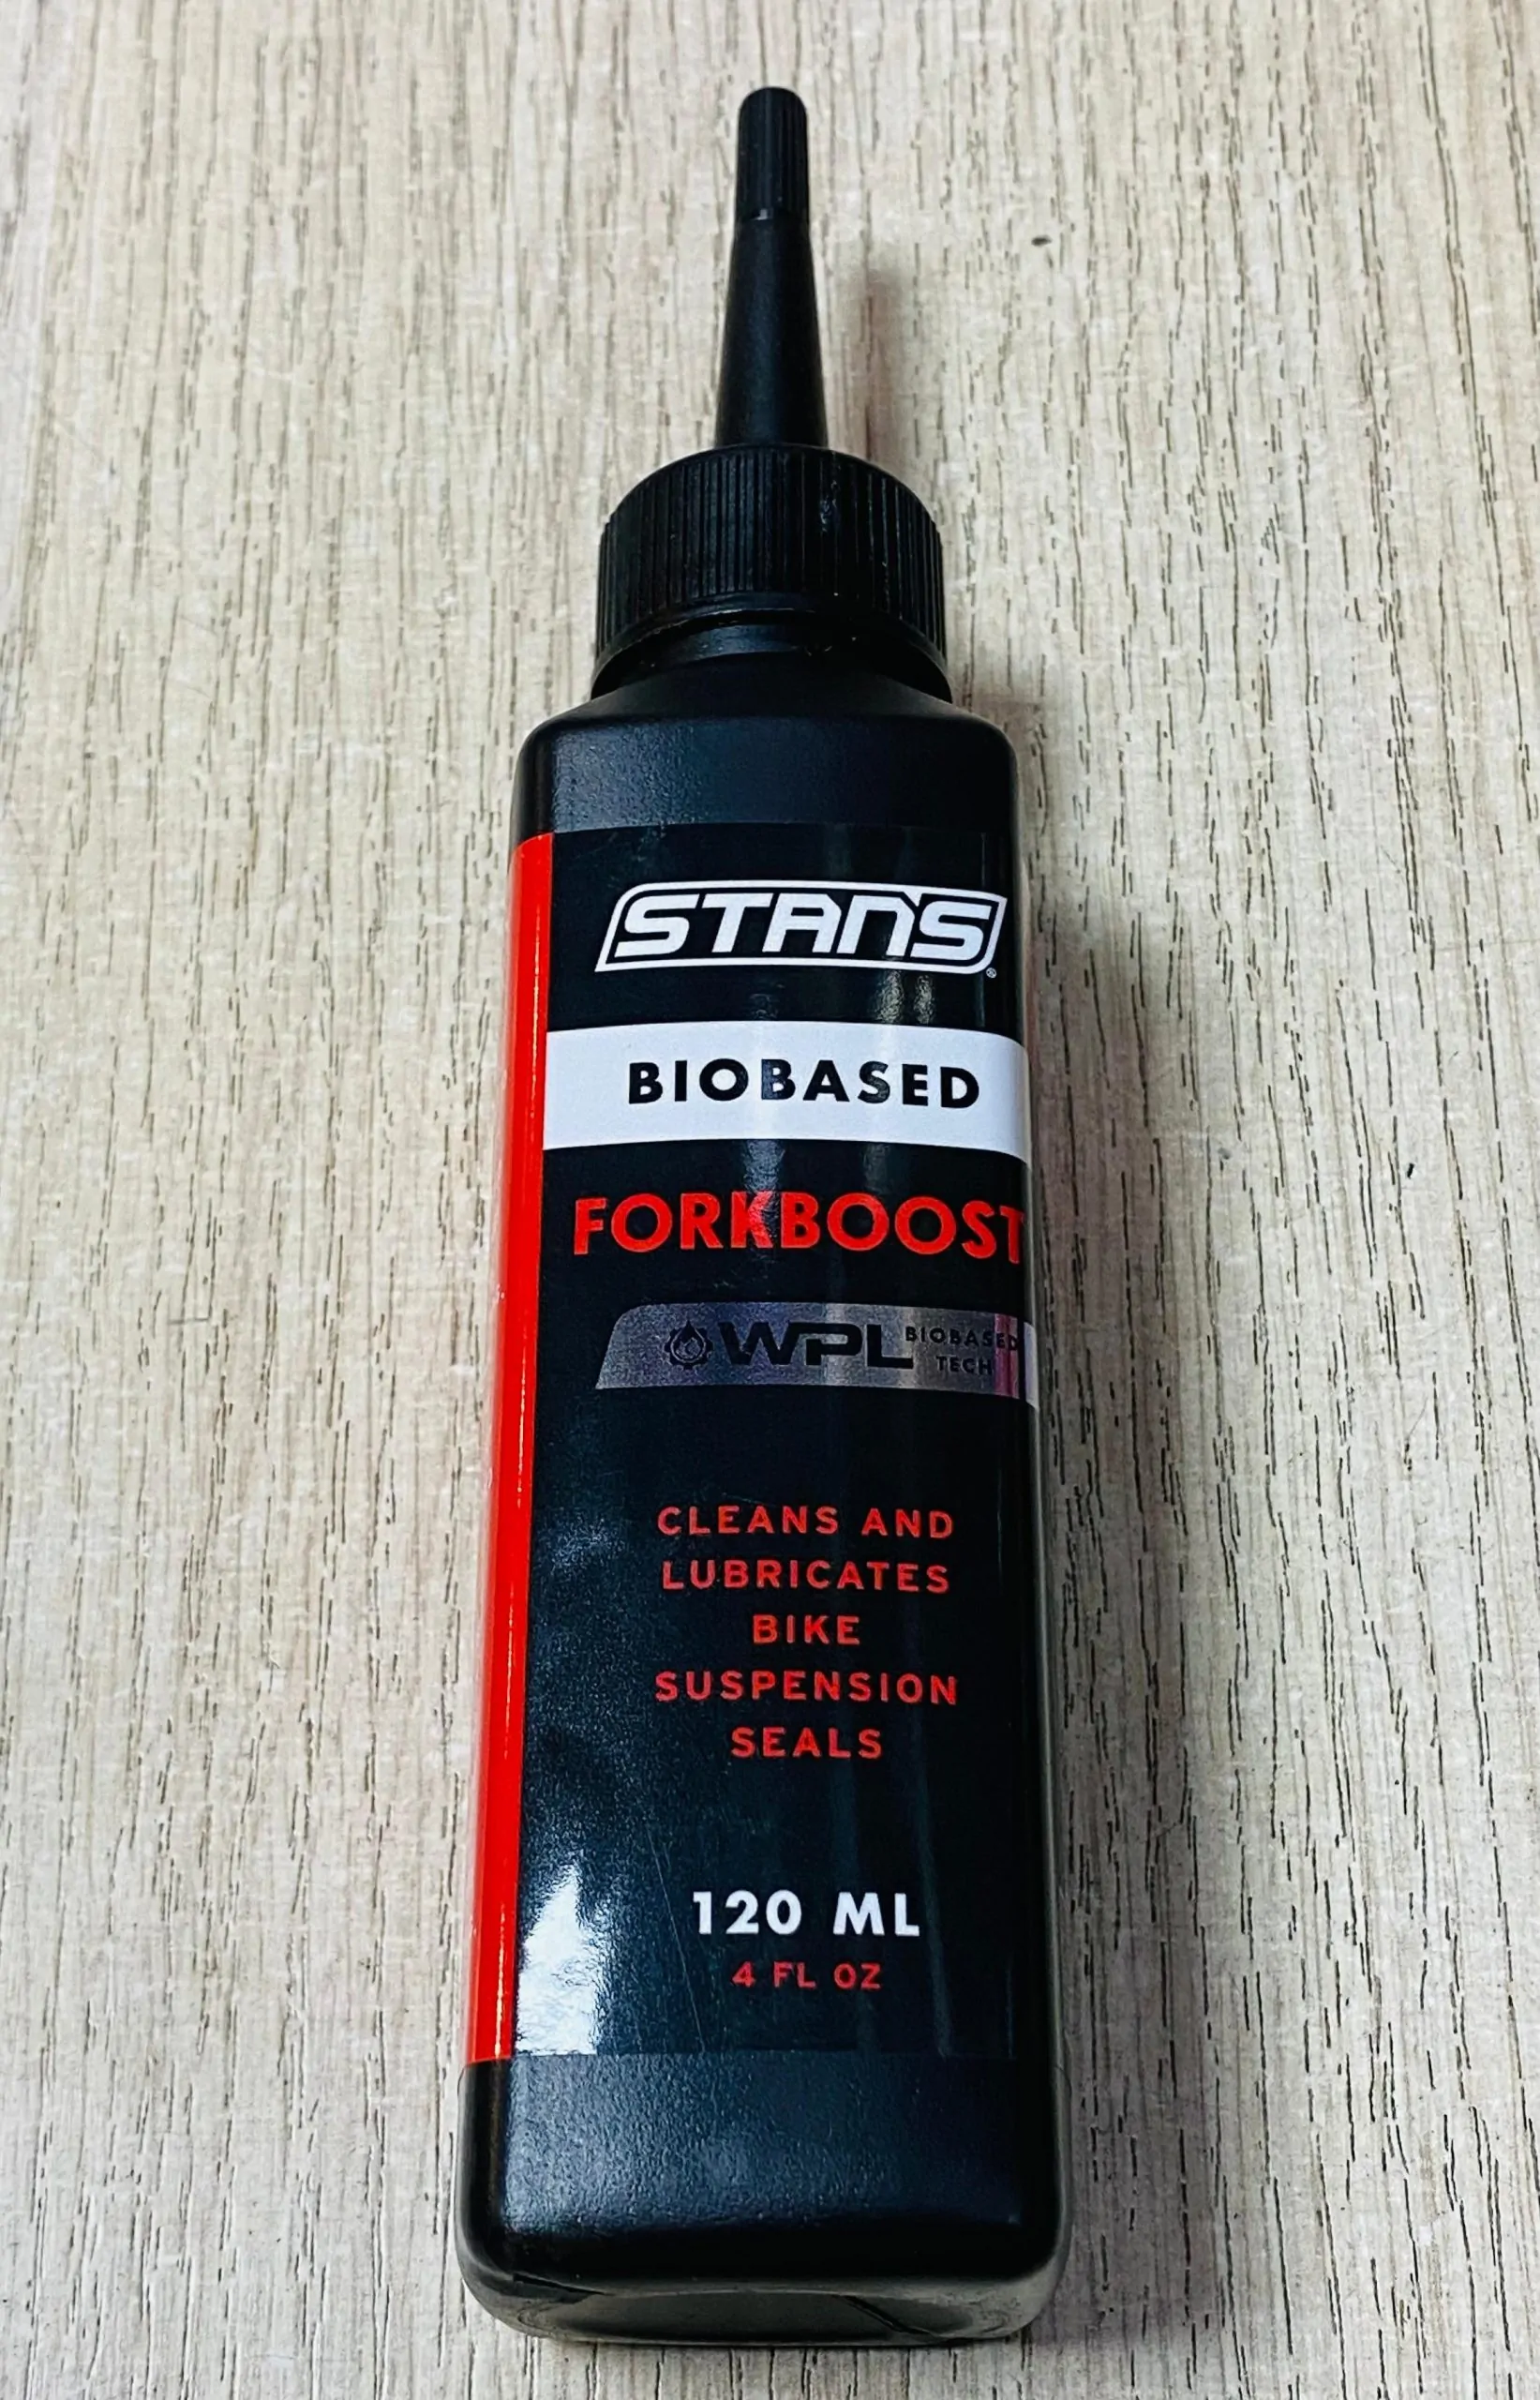 STANS®
BIOBASED
FORKBOOST
WPL BIOBASED
TECH
CLEANS AND
LUBRICATES
BIKE
SUSPENSION
SEALS
120 ML
4 FL OZ